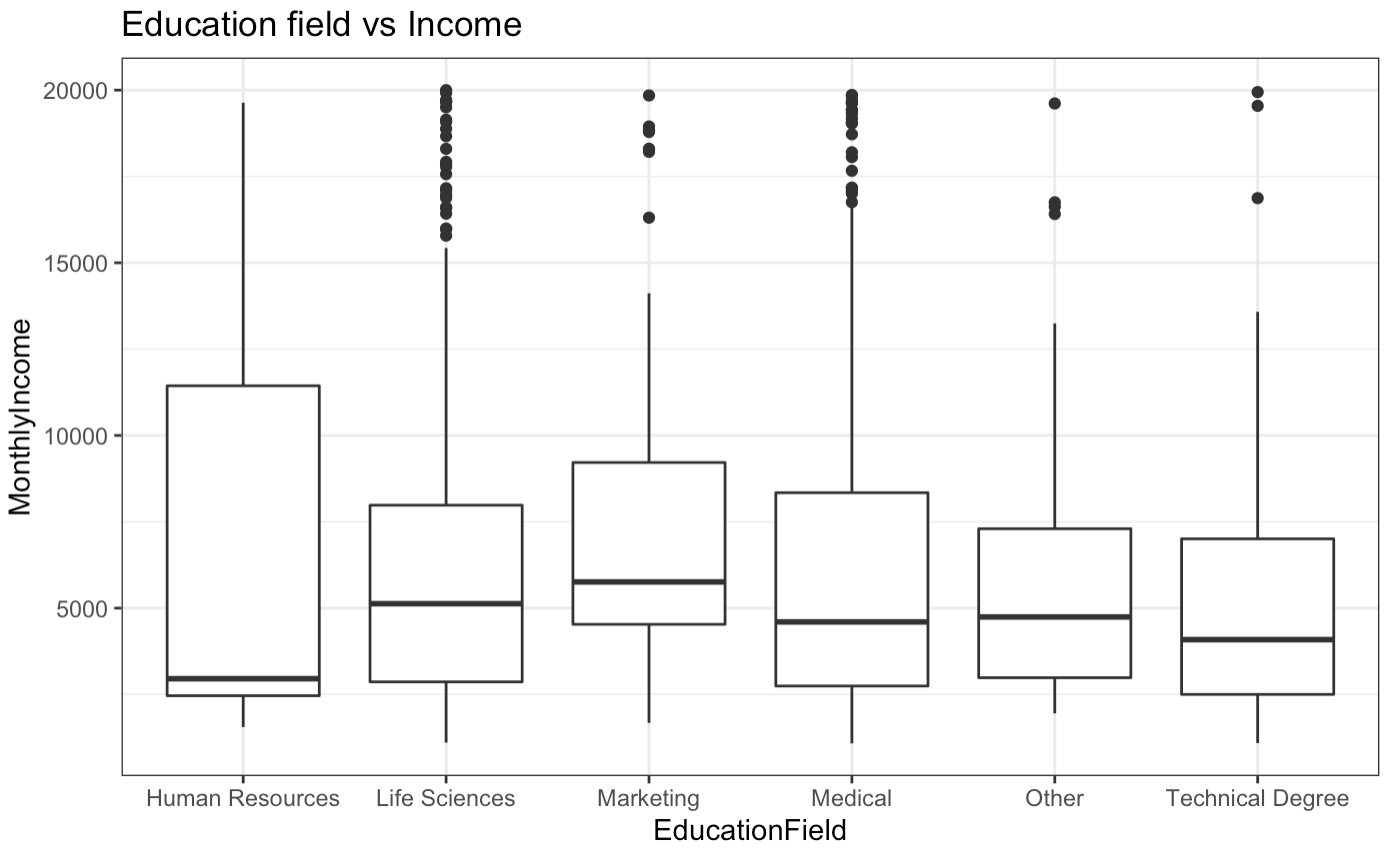 Education field vs Income
20000
15000
10000
5000
MonthlyIncome
Human Resources Life Sciences Marketing Medical Other Technical Degree
EducationField